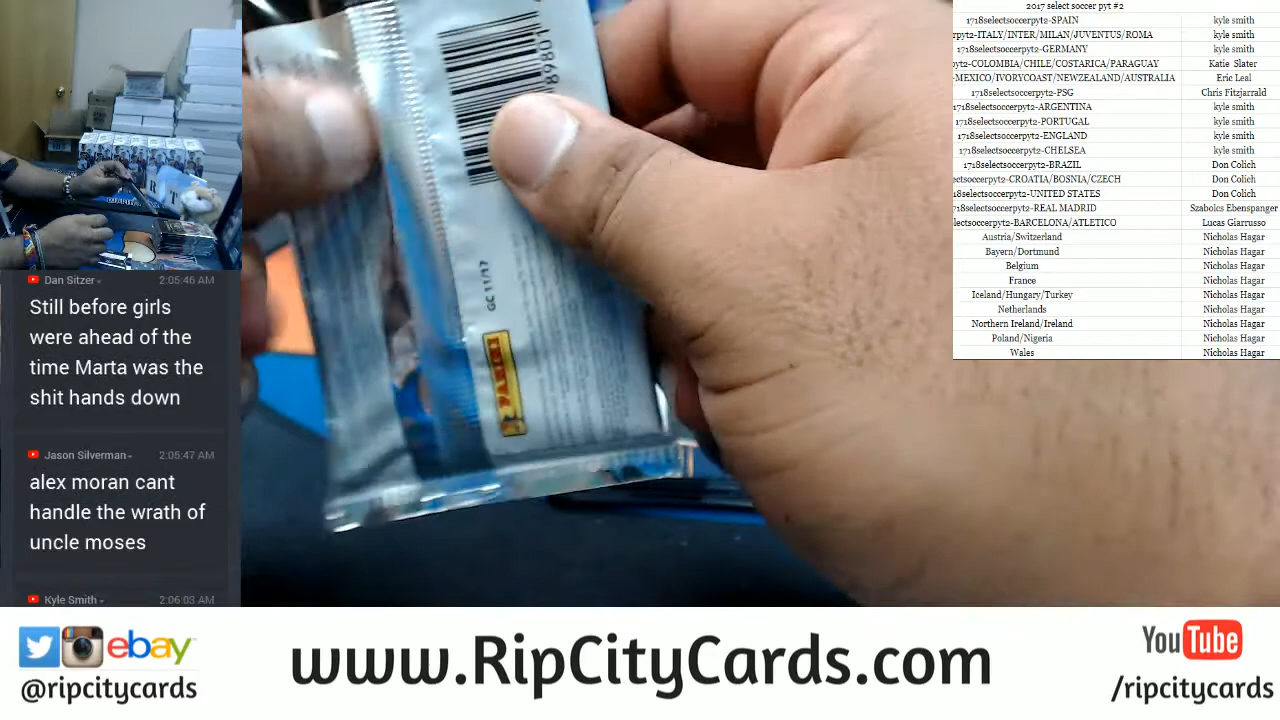 2017 select soccer pyt #2
1718selectsoccerpyt2-SPAIN kyle smith
rpyt2-ITALY/INTER/MILAN/JUVENTUS/ROMA kyle smith
1718selectsoccerpyt2-GERMANY kyle smith
pyt2-COLOMBIA/CHILE/COSTARICA/PARAGUAY Katie Slater
-MEXICO/IVORYCOAST/NEWZEALAND/AUSTRALIA Eric Leal
1718selectsoccerpyt2-PSG Chris Fitzjarrald
1718selectsoccerpyt2-ARGENTINA kyle smith
1718selectsoccerpyt2-PORTUGAL kyle smith
1718selectsoccerpyt2-ENGLAND kyle smith
1718selectsoccerpyt2-CHELSEA kyle smith
1718selectsoccerpyt2-BRAZIL Don Colich
ectsoccerpyt2-CROATIA/BOSNIA/CZECH Don Colich
18selectsoccerpyt2-UNITED STATES Don Colich
718selectsoccerpyt2-REAL MADRID Szabolcs Ebenspanger
electsoccerpyt2-BARCELONA/ATLETICO Lucas Giarrusso
Austria/Switzerland Nicholas Hagar
Bayern/Dortmund Nicholas Hagar
Belgium Nicholas Hagar
France Nicholas Hagar
Iceland/Hungary/Turkey Nicholas Hagar
Netherlands Nicholas Hagar
Northern Ireland/Ireland Nicholas Hagar
Poland/Nigeria Nicholas Hagar
Wales Nicholas Hagar
GC 11/17
PANINI
Dan Sitzer 2:05:46 AM
Still before girls
were ahead of the
time Marta was the
shit hands down
Jason Silverman 2:05:47 AM
alex moran cant
handle the wrath of
uncle moses
Kyle Smith 2:06:03 AM
ebay
@ripcitycards
www.RipCityCards.com
YouTube
/ripcitycards